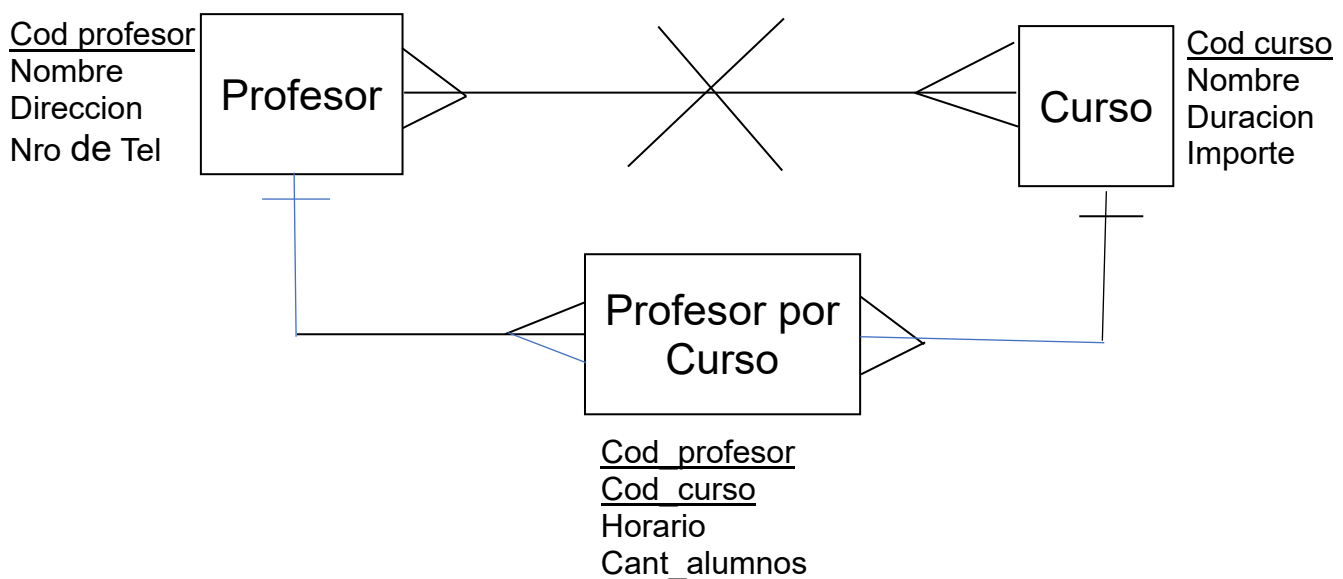 Cod profesor
Nombre
Direccion
Nro de Tel
Profesor
Curso
Cod curso
Nombre
Duracion
Importe
Profesor por
Curso
Cod_profesor
Cod_curso
Horario
Cant_alumnos